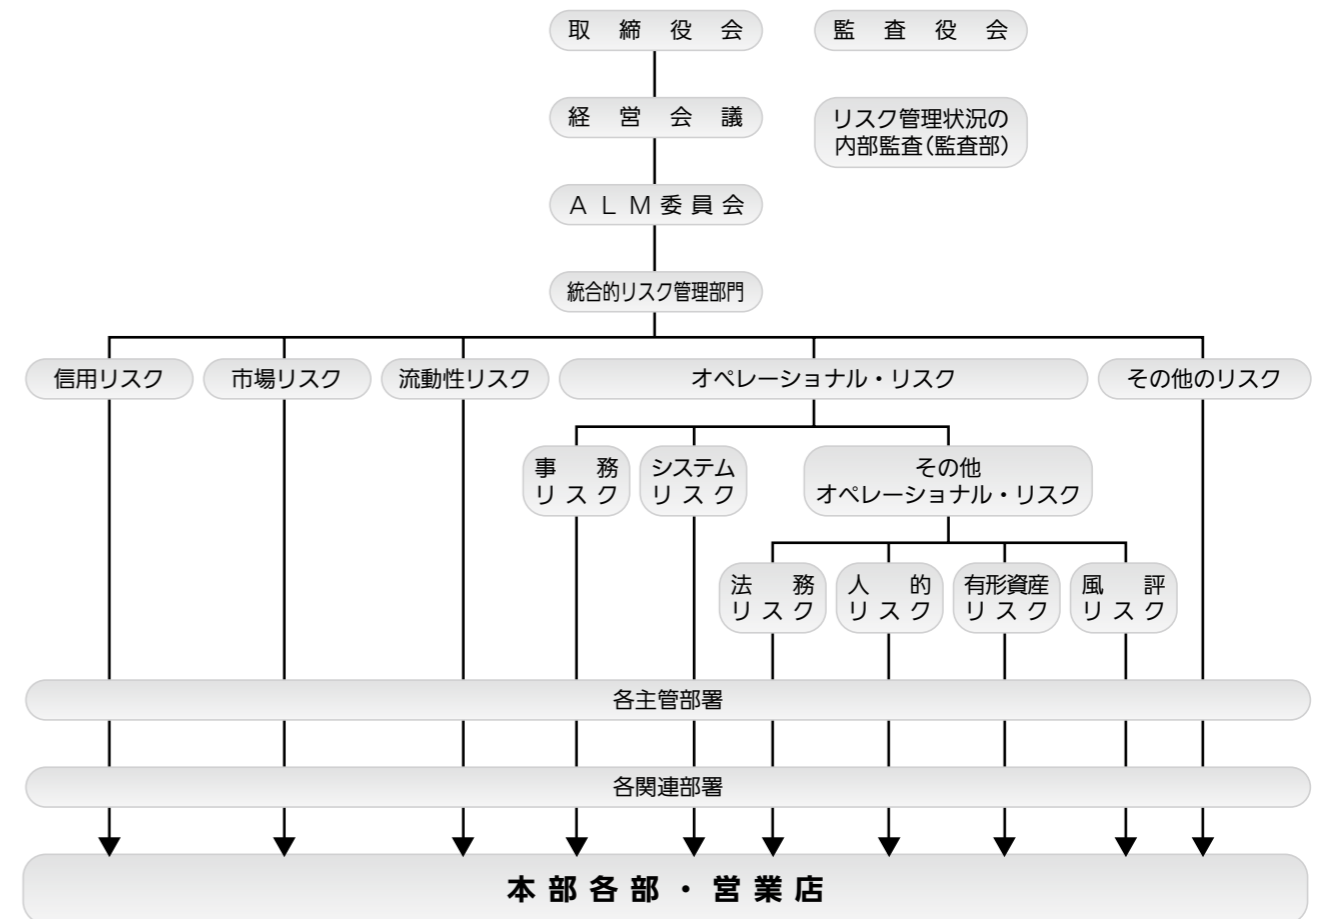 取締役会
監査役会
経営会議
リスク管理状況の
内部監査(監査部)
ALM委員会
統合的リスク管理部門
信用リスク
市場リスク
流動性リスク
オペレーショナル・リスク
その他のリスク
事務
リスク
システム
リスク
その他
オペレーショナル・リスク
法務
リスク
人的
リスク
有形資産
リスク
風評
リスク
各主管部署
各関連部署
本部各部・営業店